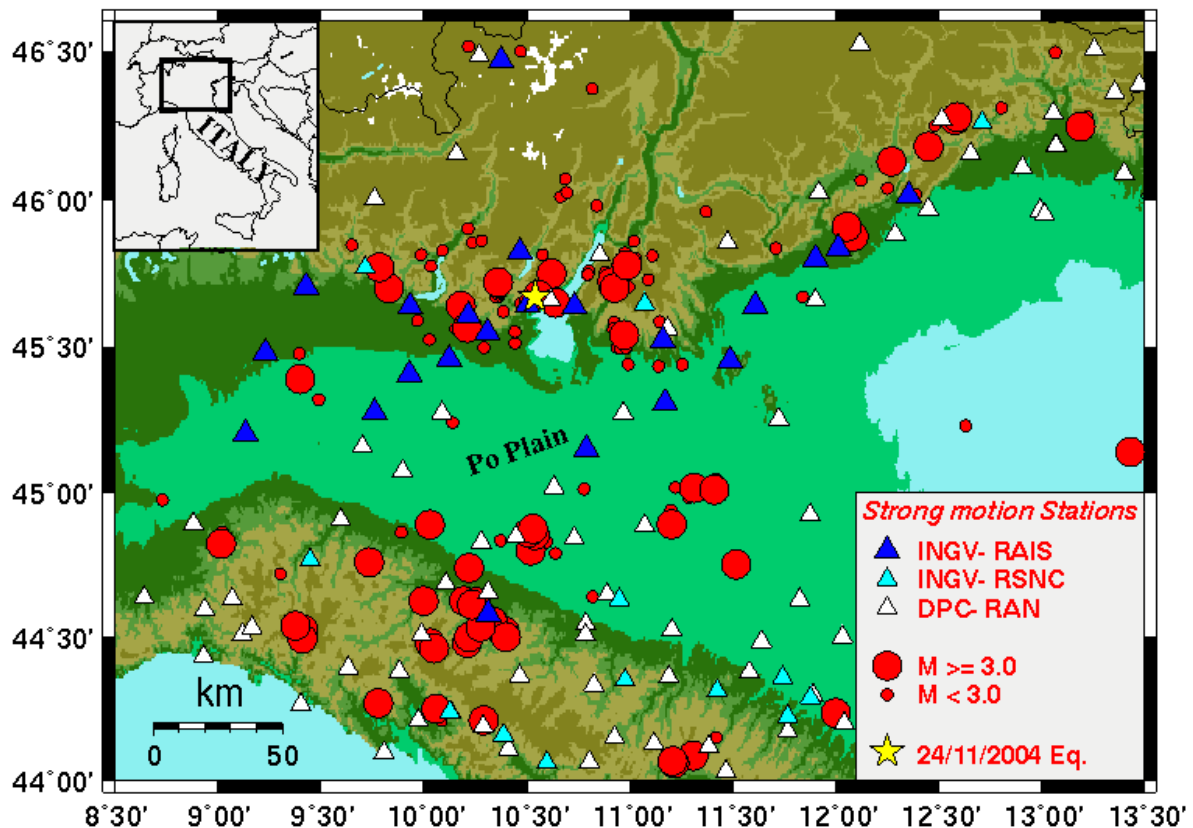 46˚30'
46˚00'
45˚30'
45˚00'
44˚30'
44˚00'
ITALY
Po Plain
km
0 50
Strong motion Stations
INGV- RAIS
INGV- RSNC
DPC- RAN
M >= 3.0
M < 3.0
24/11/2004 Eq.
8˚30' 9˚00' 9˚30' 10˚00' 10˚30' 11˚00' 11˚30' 12˚00' 12˚30' 13˚00' 13˚30'